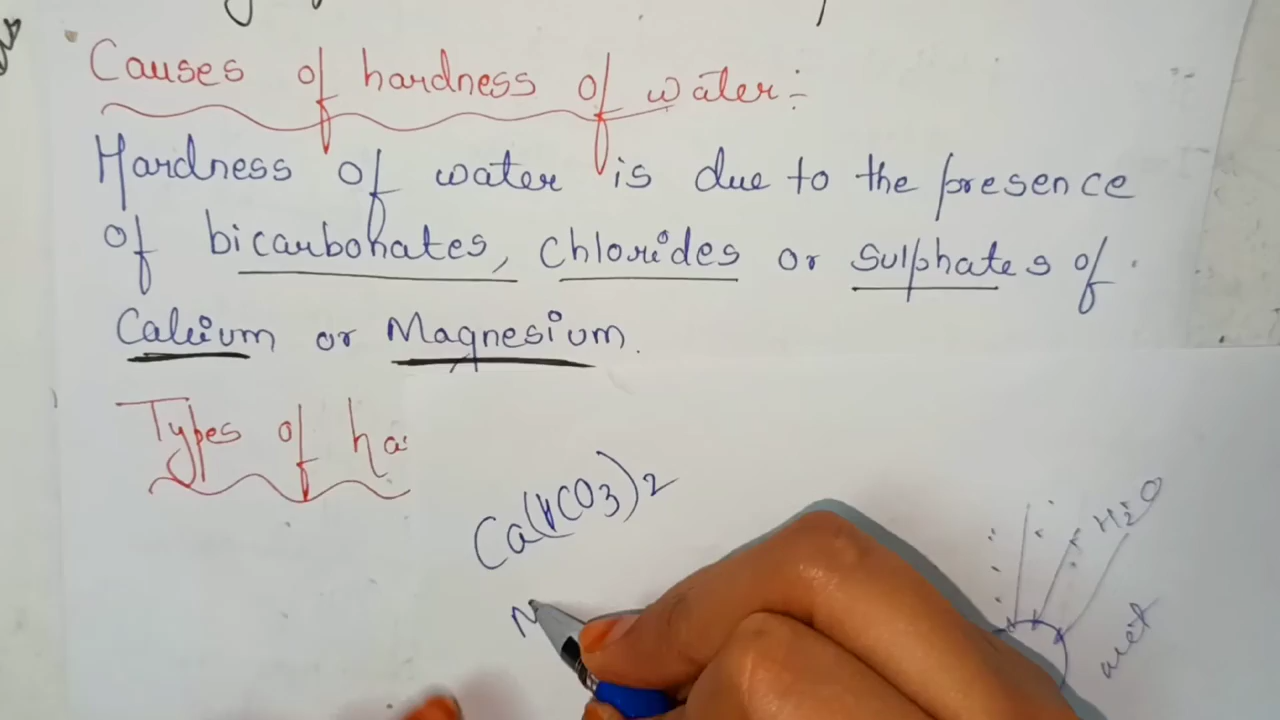 Causes of hardness of water:-
Hardness of water is due to the presence
of bicarbonates, Chlorides or sulphates of
Calcium or Magnesium.
Types of ha
Ca(HCO3)2
H2O